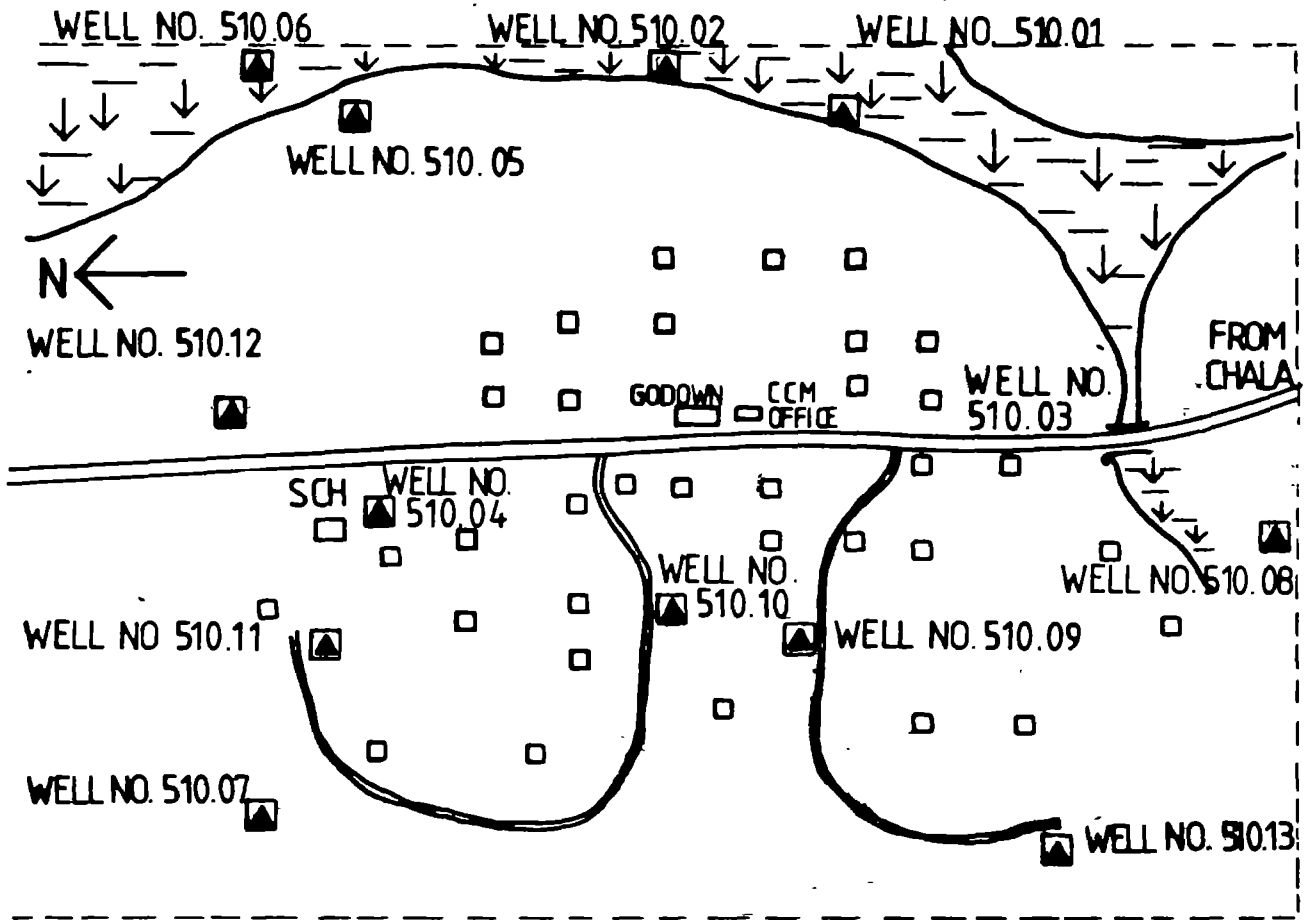 WELL NO. 510.06
WELL NO. 510.02
WELL NO. 510.01
WELL NO. 510.05
N
WELL NO. 510.12
FROM
CHALA
GODOWN
CCM
OFFICE
WELL NO.
510.03
SCH
WELL NO.
510.04
WELL NO.
510.10
WELL NO. 510.08
WELL NO 510.11
WELL NO. 510.09
WELL NO. 510.07
WELL NO. 510.13